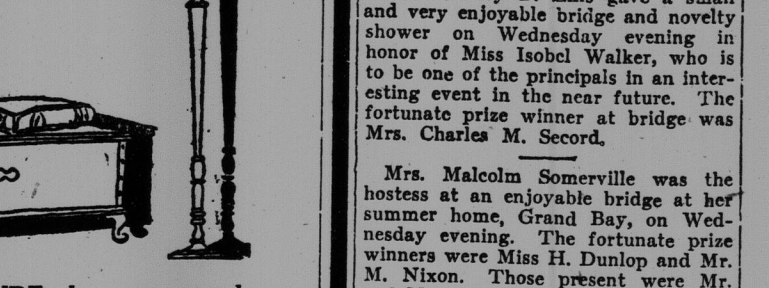 and very enjoyable bridge and novelty
shower on Wednesday evening in
honor of Miss Isobel Walker, who is
to be one of the principals in an inter-
esting event in the near future. The
fortunate prize winner at bridge was
Mrs. Charles M. Secord.
Mrs. Malcolm Somerville was the
hostess at an enjoyable bridge at her
summer home, Grand Bay, on Wed-
nesday evening. The fortunate prize
winners were Miss H. Dunlop and Mr.
M. Nixon. Those present were Mr.